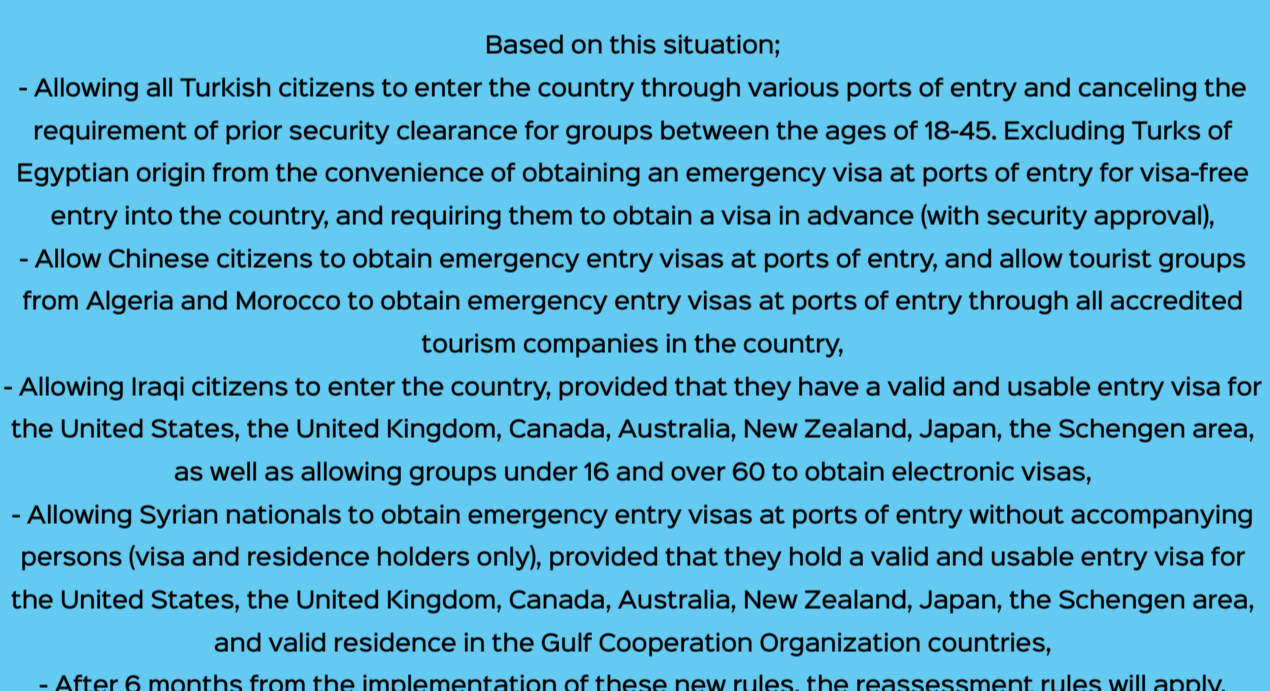 Based on this situation;
- Allowing all Turkish citizens to enter the country through various ports of entry and canceling the
requirement of prior security clearance for groups between the ages of 18-45. Excluding Turks of
Egyptian origin from the convenience of obtaining an emergency visa at ports of entry for visa-free
entry into the country, and requiring them to obtain a visa in advance (with security approval),
- Allow Chinese citizens to obtain emergency entry visas at ports of entry, and allow tourist groups
from Algeria and Morocco to obtain emergency entry visas at ports of entry through all accredited
tourism companies in the country,
- Allowing Iraqi citizens to enter the country, provided that they have a valid and usable entry visa for
the United States, the United Kingdom, Canada, Australia, New Zealand, Japan, the Schengen area,
as well as allowing groups under 16 and over 60 to obtain electronic visas,
- Allowing Syrian nationals to obtain emergency entry visas at ports of entry without accompanying
persons (visa and residence holders only), provided that they hold a valid and usable entry visa for
the United States, the United Kingdom, Canada, Australia, New Zealand, Japan, the Schengen area,
and valid residence in the Gulf Cooperation Organization countries,
- After 6 months from the implementation of these new rules, the reassessment rules will apply.